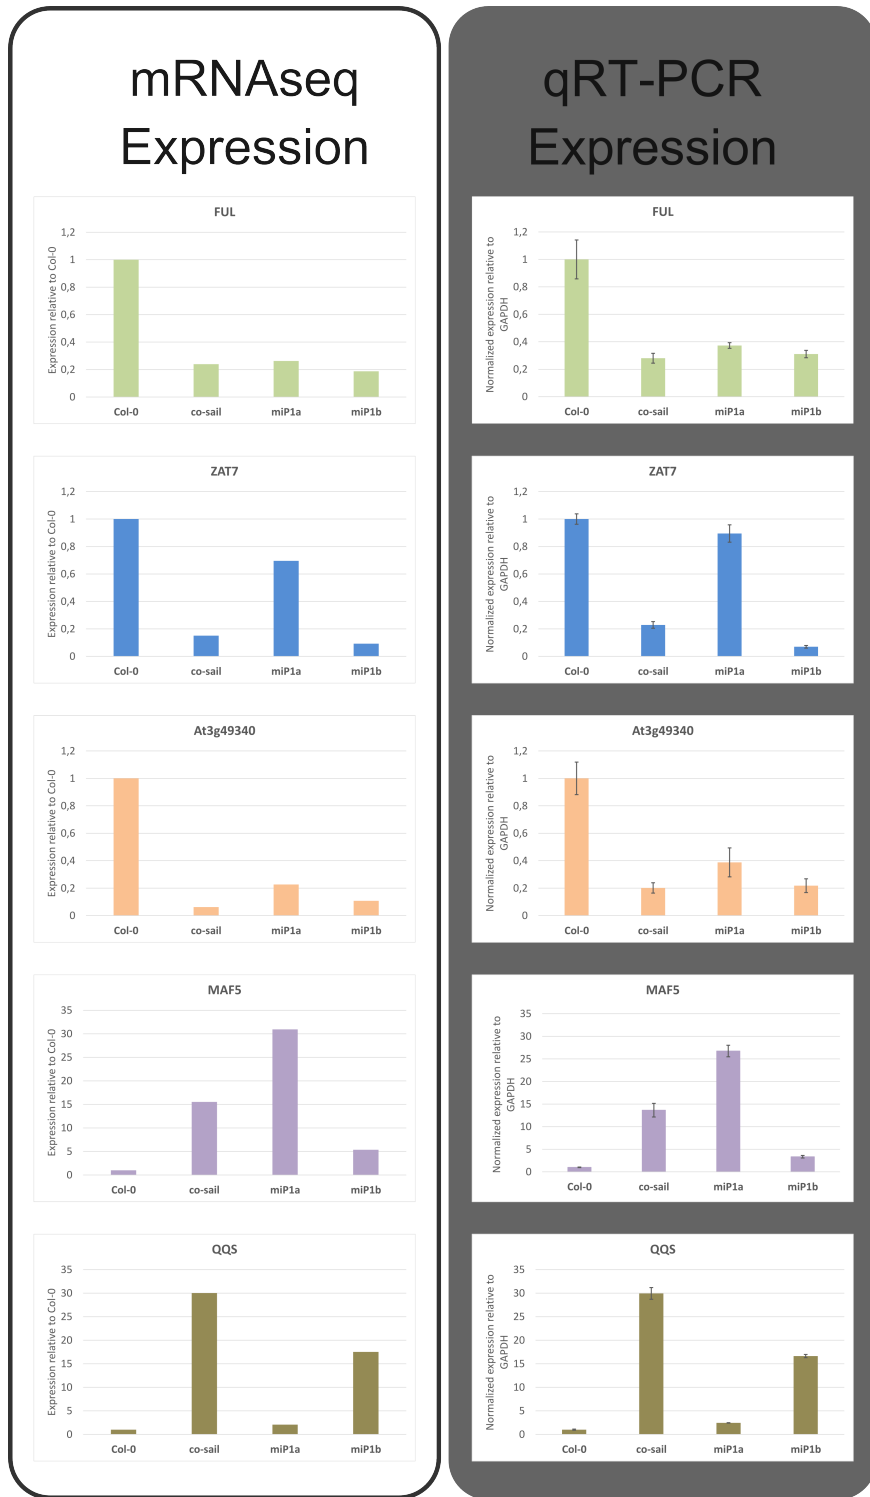 mRNAseq
Expression
FUL
Expression relative to Col-0
1,2
1
0,8
0,6
0,4
0,2
0
Col-0 co-sail miP1a miP1b
ZAT7
Expression relative to Col-0
1,2
1
0,8
0,6
0,4
0,2
0
Col-0 co-sail miP1a miP1b
At3g49340
Expression relative to Col-0
1,2
1
0,8
0,6
0,4
0,2
0
Col-0 co-sail miP1a miP1b
MAF5
Expression relative to Col-0
35
30
25
20
15
10
5
0
Col-0 co-sail miP1a miP1b
QQS
Expression relative to Col-0
35
30
25
20
15
10
5
0
Col-0 co-sail miP1a miP1b
qRT-PCR
Expression
FUL
Normalized expression relative to
GAPDH
1,2
1
0,8
0,6
0,4
0,2
0
Col-0 co-sail miP1a miP1b
ZAT7
Normalized expression relative to
GAPDH
1,2
1
0,8
0,6
0,4
0,2
0
Col-0 co-sail miP1a miP1b
At3g49340
Normalized expression relative to
GAPDH
1,2
1
0,8
0,6
0,4
0,2
0
Col-0 co-sail miP1a miP1b
MAF5
Normalized expression relative to
GAPDH
35
30
25
20
15
10
5
0
Col-0 co-sail miP1a miP1b
QQS
Normalized expression relative to
GAPDH
35
30
25
20
15
10
5
0
Col-0 co-sail miP1a miP1b